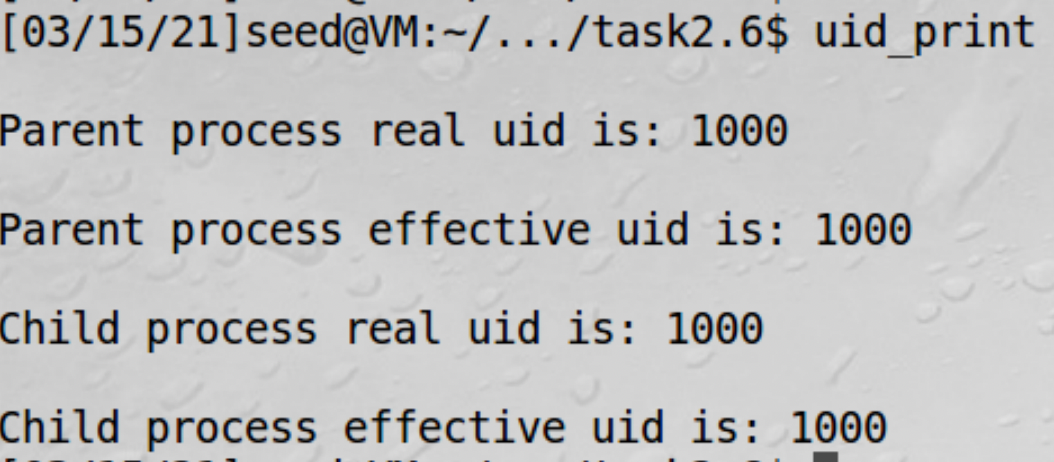 [03/15/21]seed@VM:~/.../task2.6$ uid_print
Parent process real uid is: 1000
Parent process effective uid is: 1000
Child process real uid is: 1000
Child process effective uid is: 1000